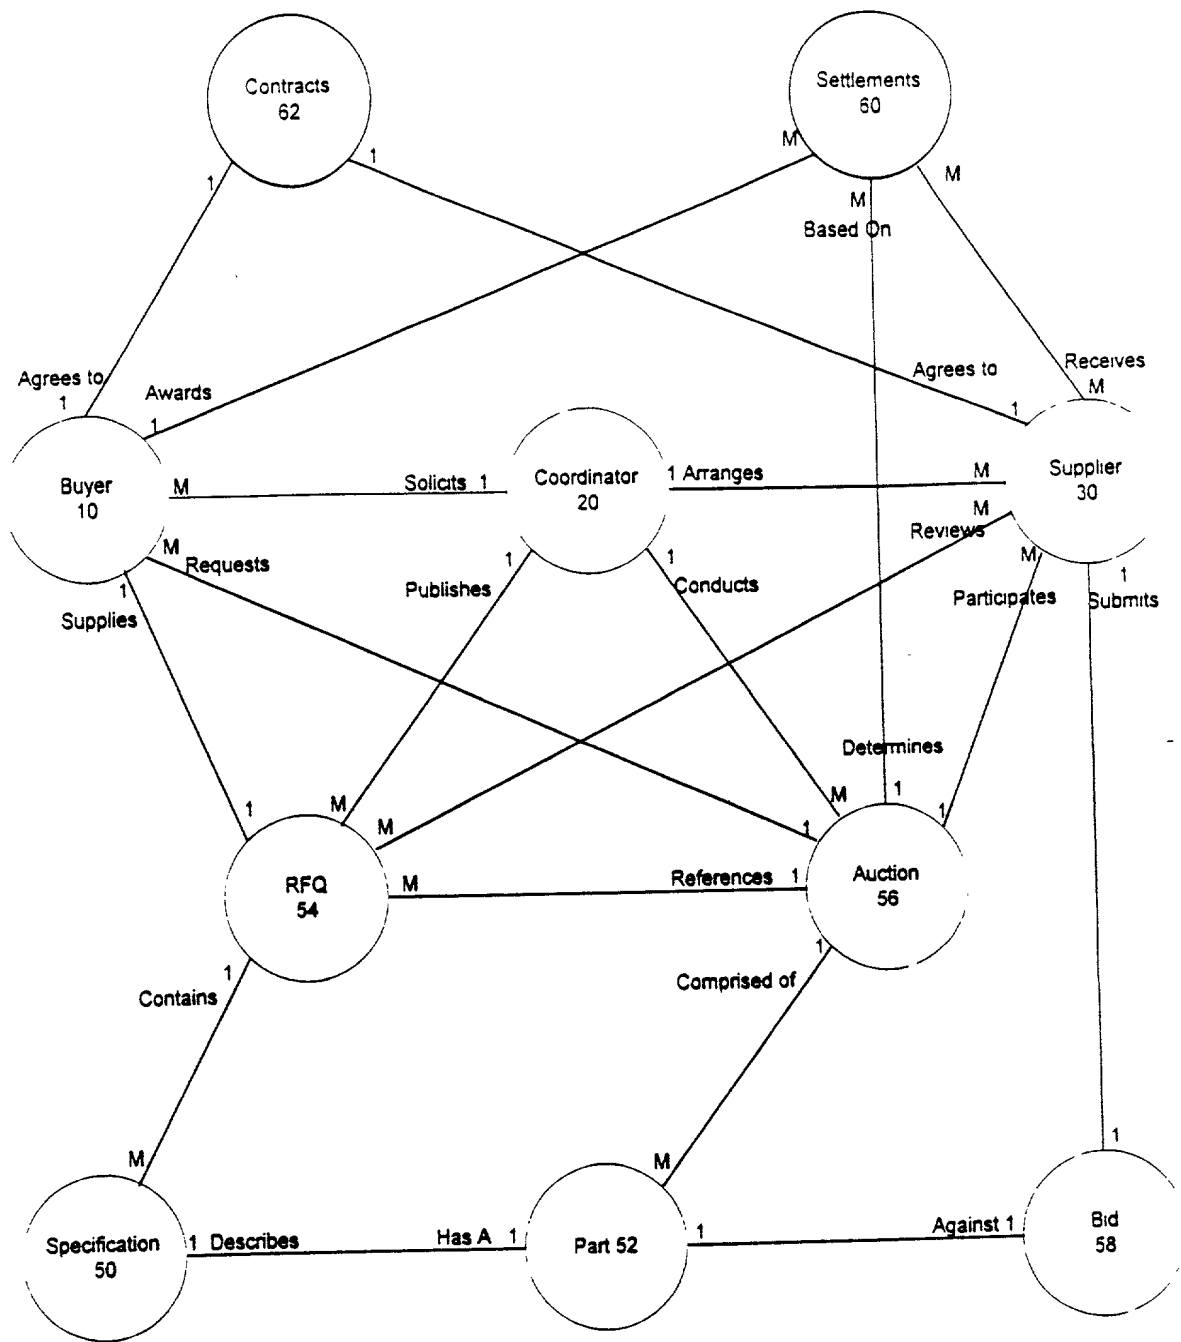 Contracts
62
Settlements
60
1
1
M
M
M
Based On
Agrees to
1
Awards
1
Agrees to
1
Receives
M
Buyer
10
M
Solicits 1
Coordinator
20
1 Arranges
M
Supplier
30
M
Reviews
M
Requests
1
Supplies
1
Publishes
1
Conducts
M
Participates
1
Submits
Determines
1
1
M
M
M
1
1
RFQ
54
M
References 1
Auction
56
1
Contains
1
Comprised of
M
M
1
Specification
50
1 Describes
Has A 1
Part 52
1
Against 1
Bid
58